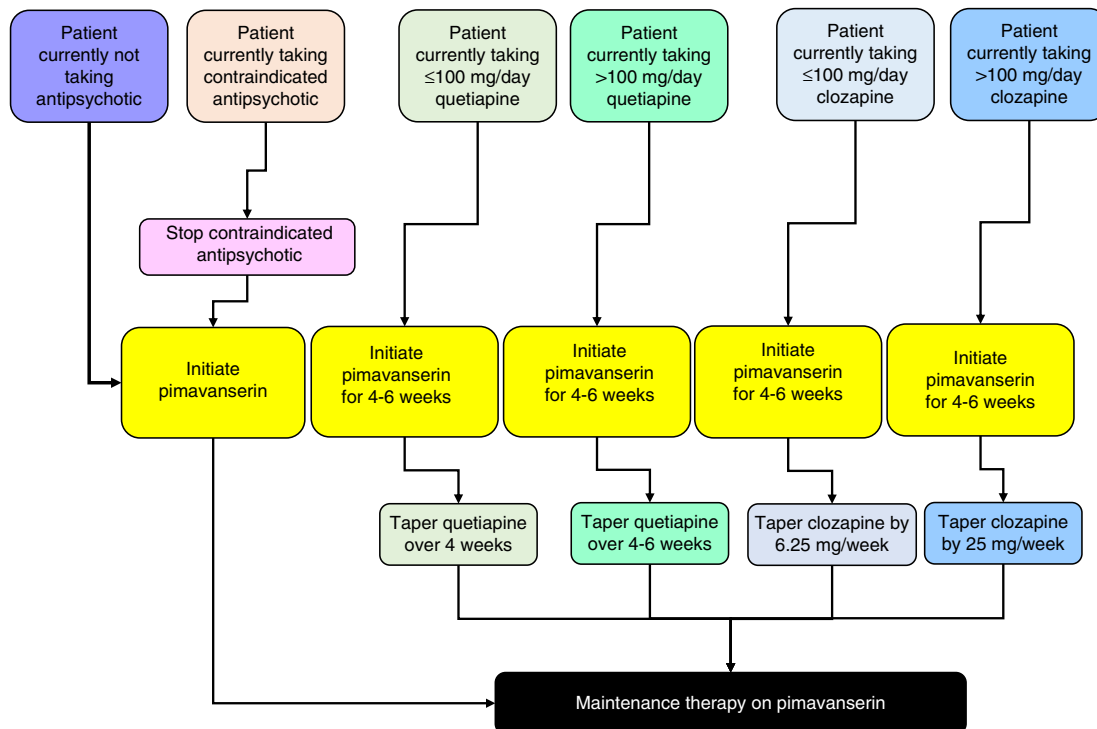 Patient
currently not
taking
antipsychotic
Patient
currently taking
contraindicated
antipsychotic
Patient
currently taking
≤100 mg/day
quetiapine
Patient
currently taking
>100 mg/day
quetiapine
Patient
currently taking
≤100 mg/day
clozapine
Patient
currently taking
>100 mg/day
clozapine
Stop contraindicated
antipsychotic
Initiate
pimavanserin
Initiate
pimavanserin
for 4-6 weeks
Initiate
pimavanserin
for 4-6 weeks
Initiate
pimavanserin
for 4-6 weeks
Initiate
pimavanserin
for 4-6 weeks
Taper quetiapine
over 4 weeks
Taper quetiapine
over 4-6 weeks
Taper clozapine by
6.25 mg/week
Taper clozapine
by 25 mg/week
Maintenance therapy on pimavanserin